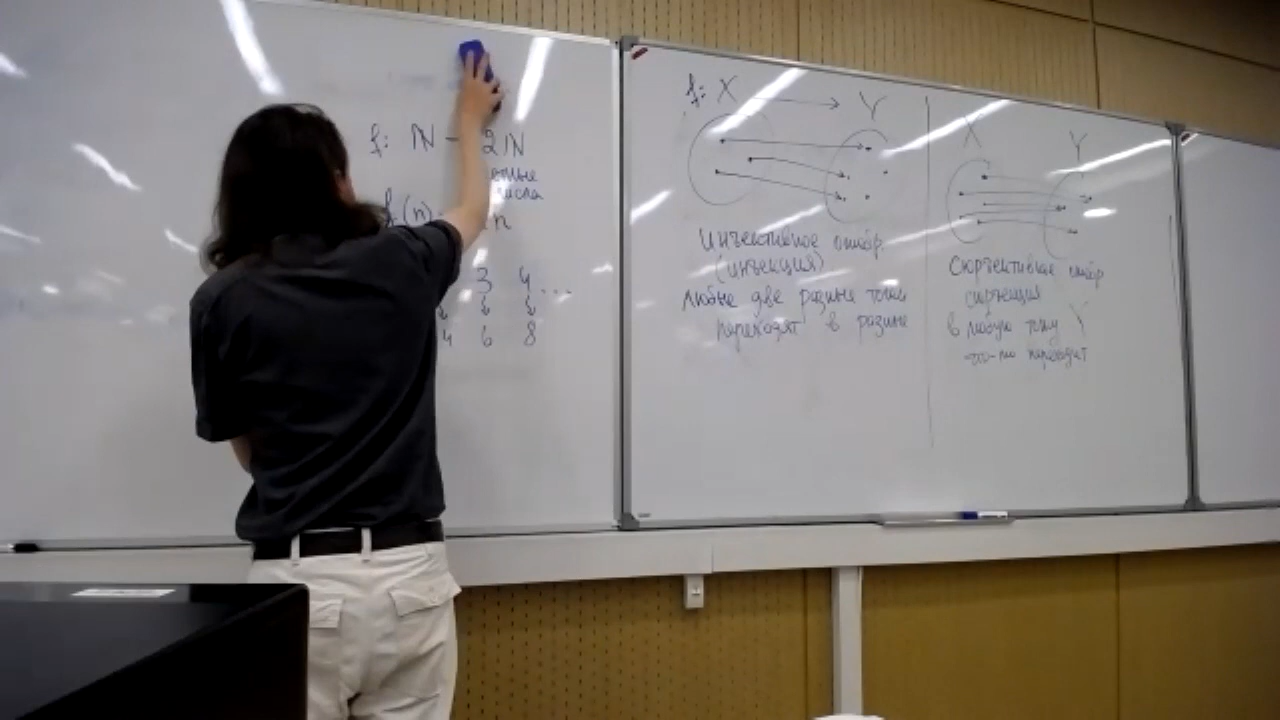 f: N → 2N
f(n) n
3 4 ...
↓ ↓ ↓
4 6 8
f: X → Y
Инъективное отобр.
(инъекция)
любые две разные точки
переходят в разные
X Y
Сюръективное отобр
сюръекция
в любую точку Y
что-то переходит